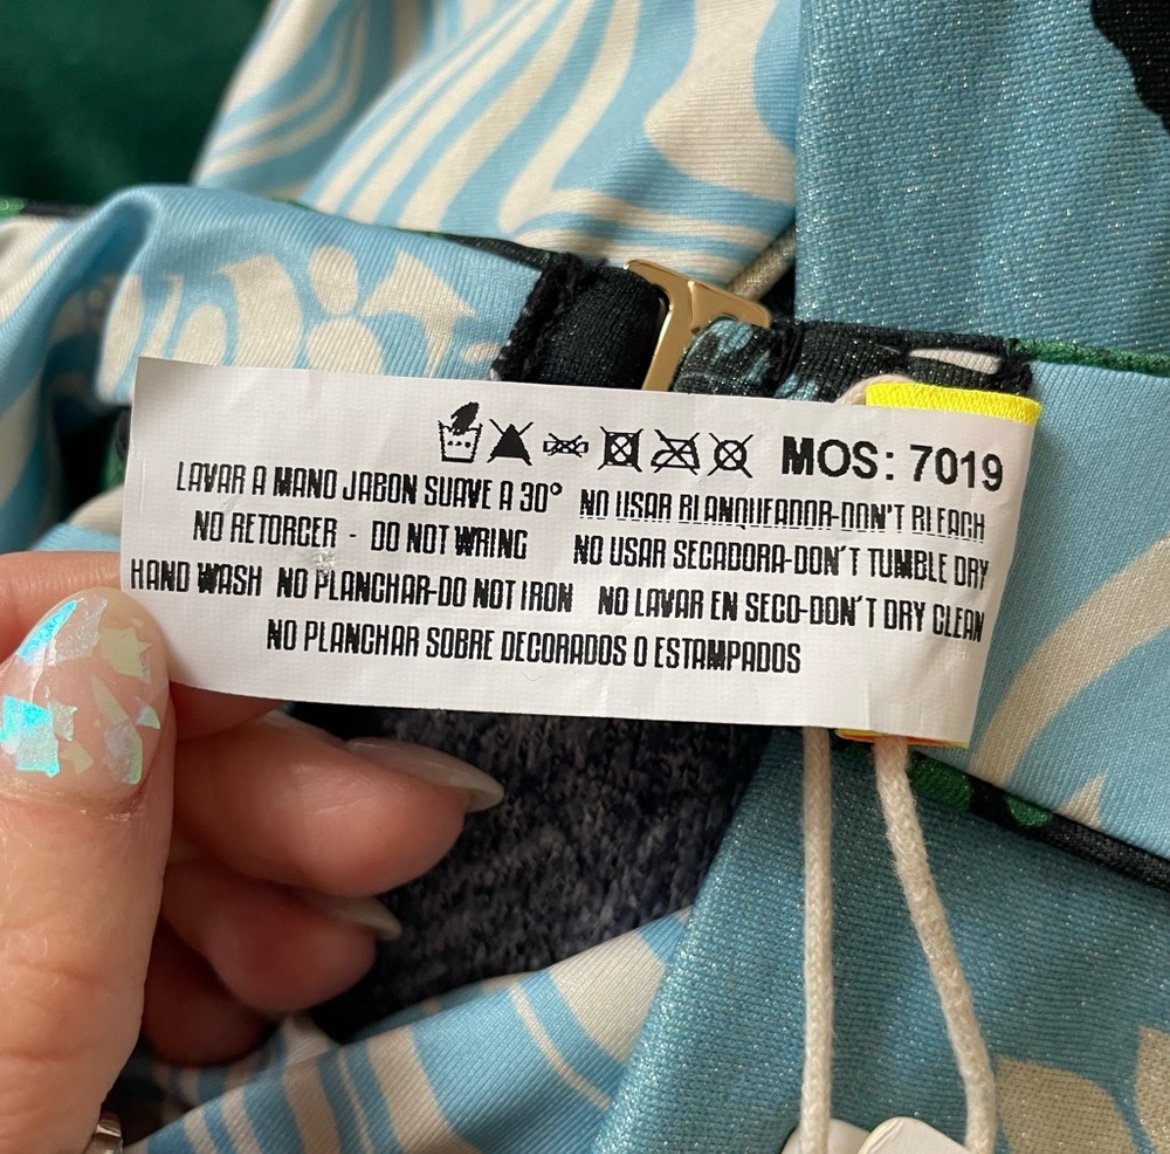 MOS: 7019
LAVAR A MANO JABON SUAVE A 30° NO USAR BLANQUEADOR-DON'T BLEACH
NO RETORCER - DO NOT WRING NO USAR SECADORA-DON´T TUMBLE DRY
HAND WASH NO PLANCHAR-DO NOT IRON NO LAVAR EN SECO-DON´T DRY CLEAN
NO PLANCHAR SOBRE DECORADOS O ESTAMPADOS